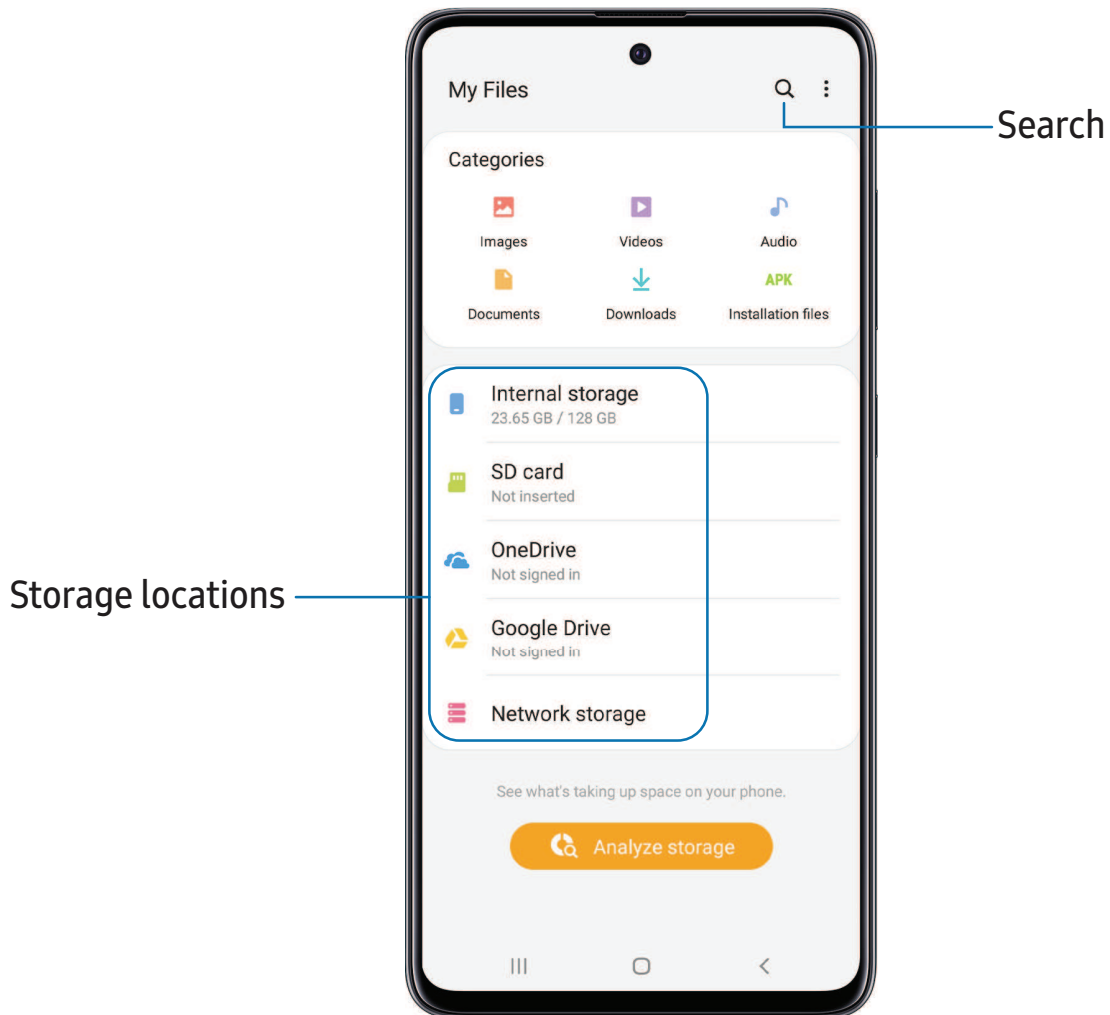 My Files
Search
Categories
Images Videos Audio
APK
Documents Downloads Installation files
Internal storage
23.65 GB / 128 GB
SD card
Not inserted
OneDrive
Not signed in
Storage locations
Google Drive
Not signed in
Network storage
See what's taking up space on your phone.
Analyze storage